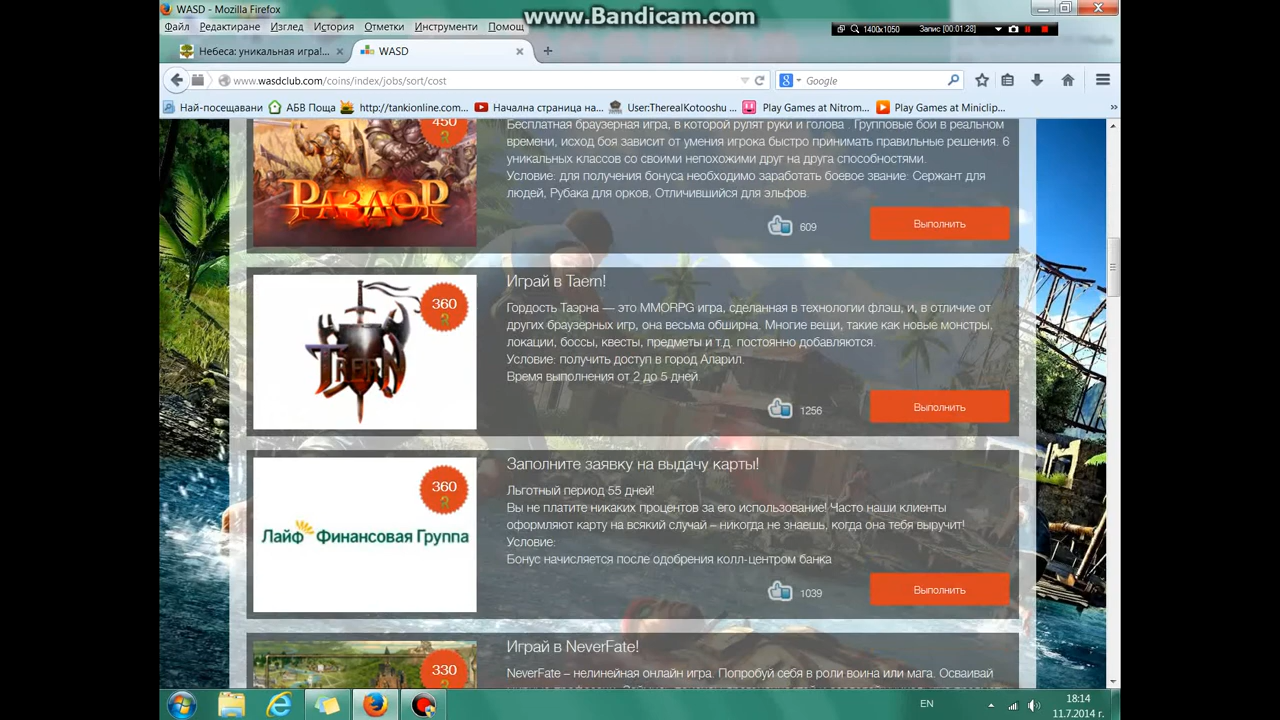 www.Bandicam.com
WASD - Mozilla Firefox
1400x1050 Запис [00:01:28]
Файл Редактиране Изглед История Отметки Инструменти Помощ
Небеса: уникальная игра!... WASD
www.wasdclub.com/coins/index/jobs/sort/cost
Google
Най-посещавани АБВ Поща http://tankionline.com... Начална страница на... User:TherealKotooshu ... Play Games at Nitrom... Play Games at Miniclip...
450
Бесплатная браузерная игра, в которой рулят руки и голова . Групповые бои в реальном
времени, исход боя зависит от умения игрока быстро принимать правильные решения. 6
уникальных классов со своими непохожими друг на друга способностями.
Условие: для получения бонуса необходимо заработать боевое звание: Сержант для
людей, Рубака для орков, Отличившийся для эльфов.
РАЗДОР
609
Выполнить
Играй в Taern!
360
Гордость Таэрна — это MMORPG игра, сделанная в технологии флэш, и, в отличие от
других браузерных игр, она весьма обширна. Многие вещи, такие как новые монстры,
локации, боссы, квесты, предметы и т.д. постоянно добавляются.
Условие: получить доступ в город Аларил.
Время выполнения от 2 до 5 дней
TAERN
1256
Выполнить
Заполните заявку на выдачу карты!
360
Льготный период 55 дней!
Вы не платите никаких процентов за его использование! Часто наши клиенты
оформляют карту на всякий случай – никогда не знаешь, когда она тебя выручит!
Лайф Финансовая Группа
Условие:
Бонус начисляется после одобрения колл-центром банка
1039
Выполнить
Играй в NeverFate!
330
NeverFate – нелинейная онлайн игра. Попробуй себя в роли воина или мага. Осваивай
EN
18:14
11.7.2014 г.